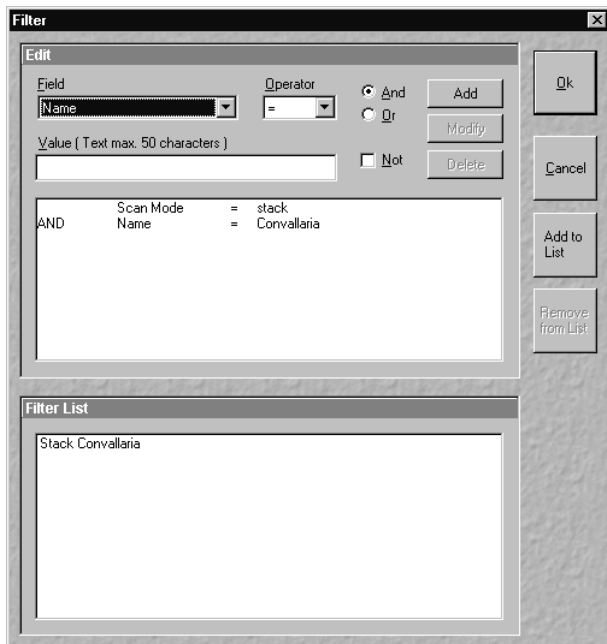 Filter
Edit
Field
Operator
Name
=
And
Or
Add
Modify
Value ( Text max. 50 characters )
Not
Delete
Scan Mode = stack
AND Name = Convallaria
Ok
Cancel
Add to
List
Remove
from List
Filter List
Stack Convallaria